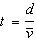 t = d / v̄